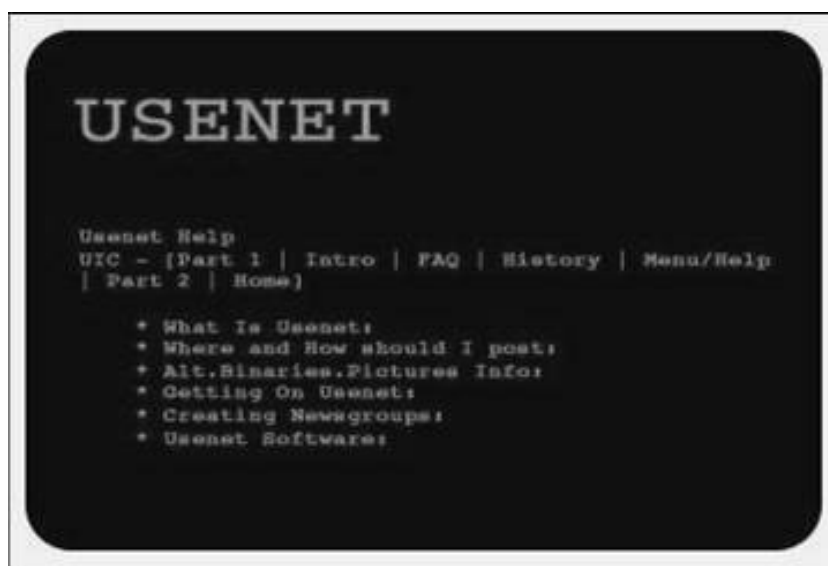 USENET
Usenet Help
UIC - [Part 1 | Intro | FAQ | History | Menu/Help
| Part 2 | Home]
* What Is Usenet:
* Where and How should I post:
* Alt.Binaries.Pictures Info:
* Getting On Usenet:
* Creating Newsgroups:
* Usenet Software: